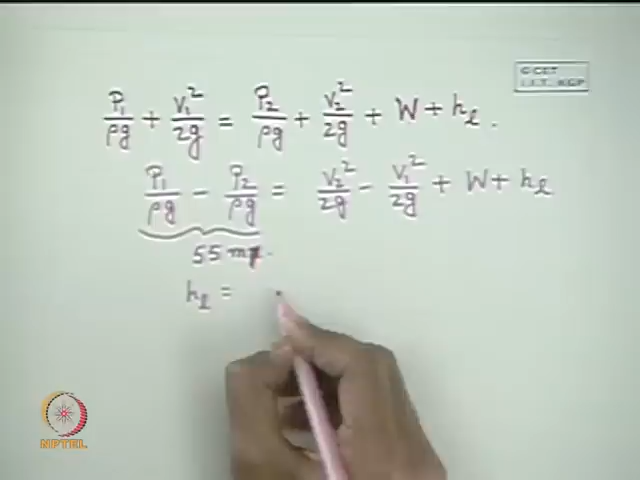 © CET
I.I.T. KGP
P₁/ρg + V₁²/2g = P₂/ρg + V₂²/2g + W + hℓ .
P₁/ρg − P₂/ρg = V₂²/2g − V₁²/2g + W + hℓ
55 m .
hℓ =
NPTEL